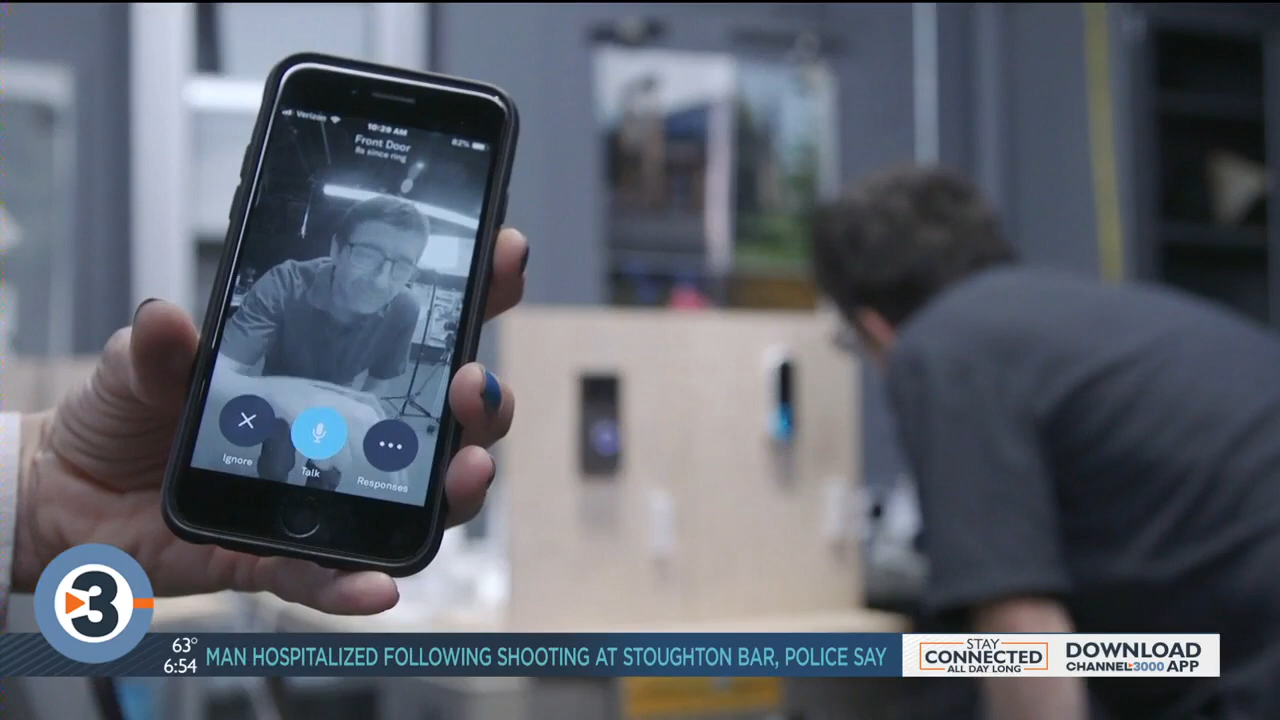 Verizon
10:29 AM
82%
Front Door
8s since ring
Ignore
Talk
Responses
3
63°
6:54
MAN HOSPITALIZED FOLLOWING SHOOTING AT STOUGHTON BAR, POLICE SAY
STAY
CONNECTED
ALL DAY LONG
DOWNLOAD
CHANNEL3000 APP